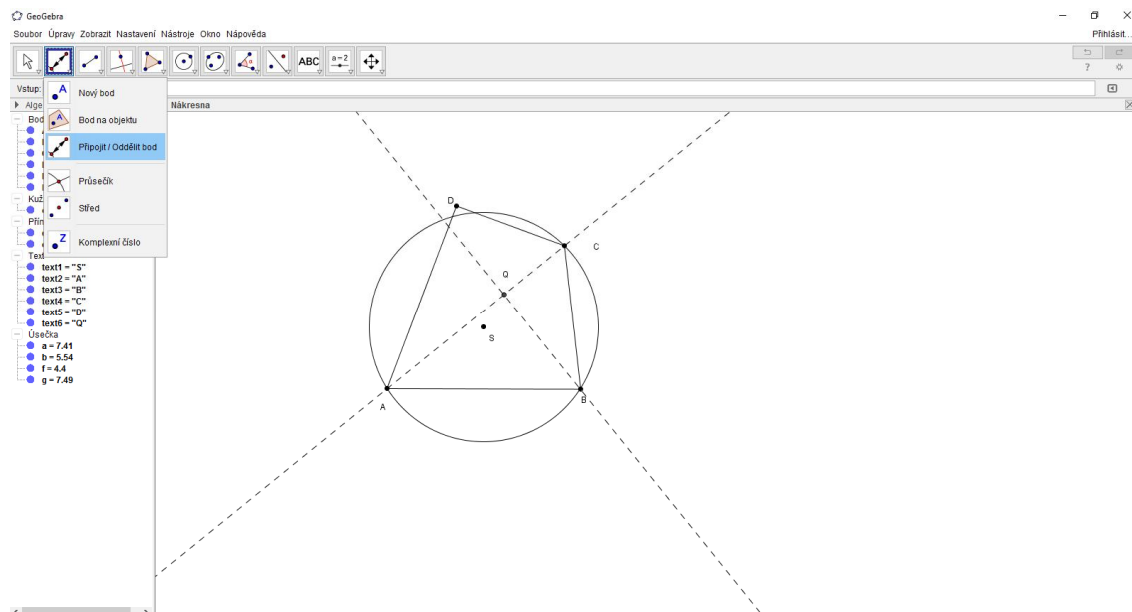 GeoGebra
Soubor Úpravy Zobrazit Nastavení Nástroje Okno Nápověda
Přihlásit...
ABC a=2
Vstup:
Nový bod
Alge
Nákresna
Bod na objektu
Připojit / Oddělit bod
Průsečík
Střed
Komplexní číslo
text1 = "S"
text2 = "A"
text3 = "B"
text4 = "C"
text5 = "D"
text6 = "Q"
Úsečka
a = 7.41
b = 5.54
f = 4.4
g = 7.49
D
C
Q
S
A
B